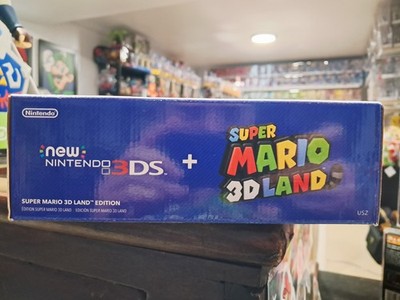 Nintendo
new
NINTENDO 3DS
+
SUPER
MARIO
3D LAND
SUPER MARIO 3D LAND™ EDITION
ÉDITION SUPER MARIO 3D LAND EDICIÓN SUPER MARIO 3D LAND
USZ